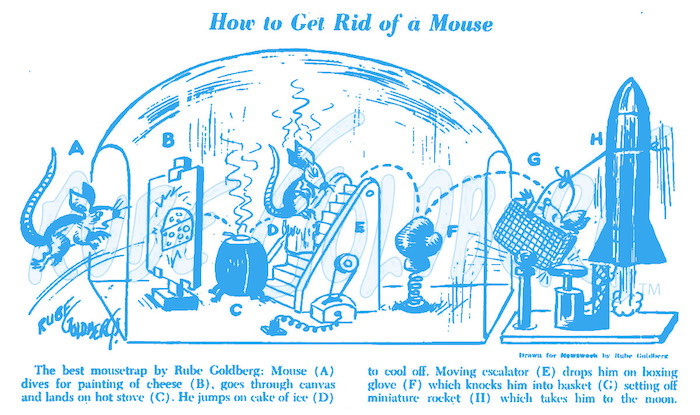 How to Get Rid of a Mouse
A
B
C
D
E
F
G
H
RUBE GOLDBERG
TM
Drawn for Newsweek by Rube Goldberg
The best mousetrap by Rube Goldberg: Mouse (A)
dives for painting of cheese (B), goes through canvas
and lands on hot stove (C). He jumps on cake of ice (D)
to cool off. Moving escalator (E) drops him on boxing
glove (F) which knocks him into basket (G) setting off
miniature rocket (H) which takes him to the moon.